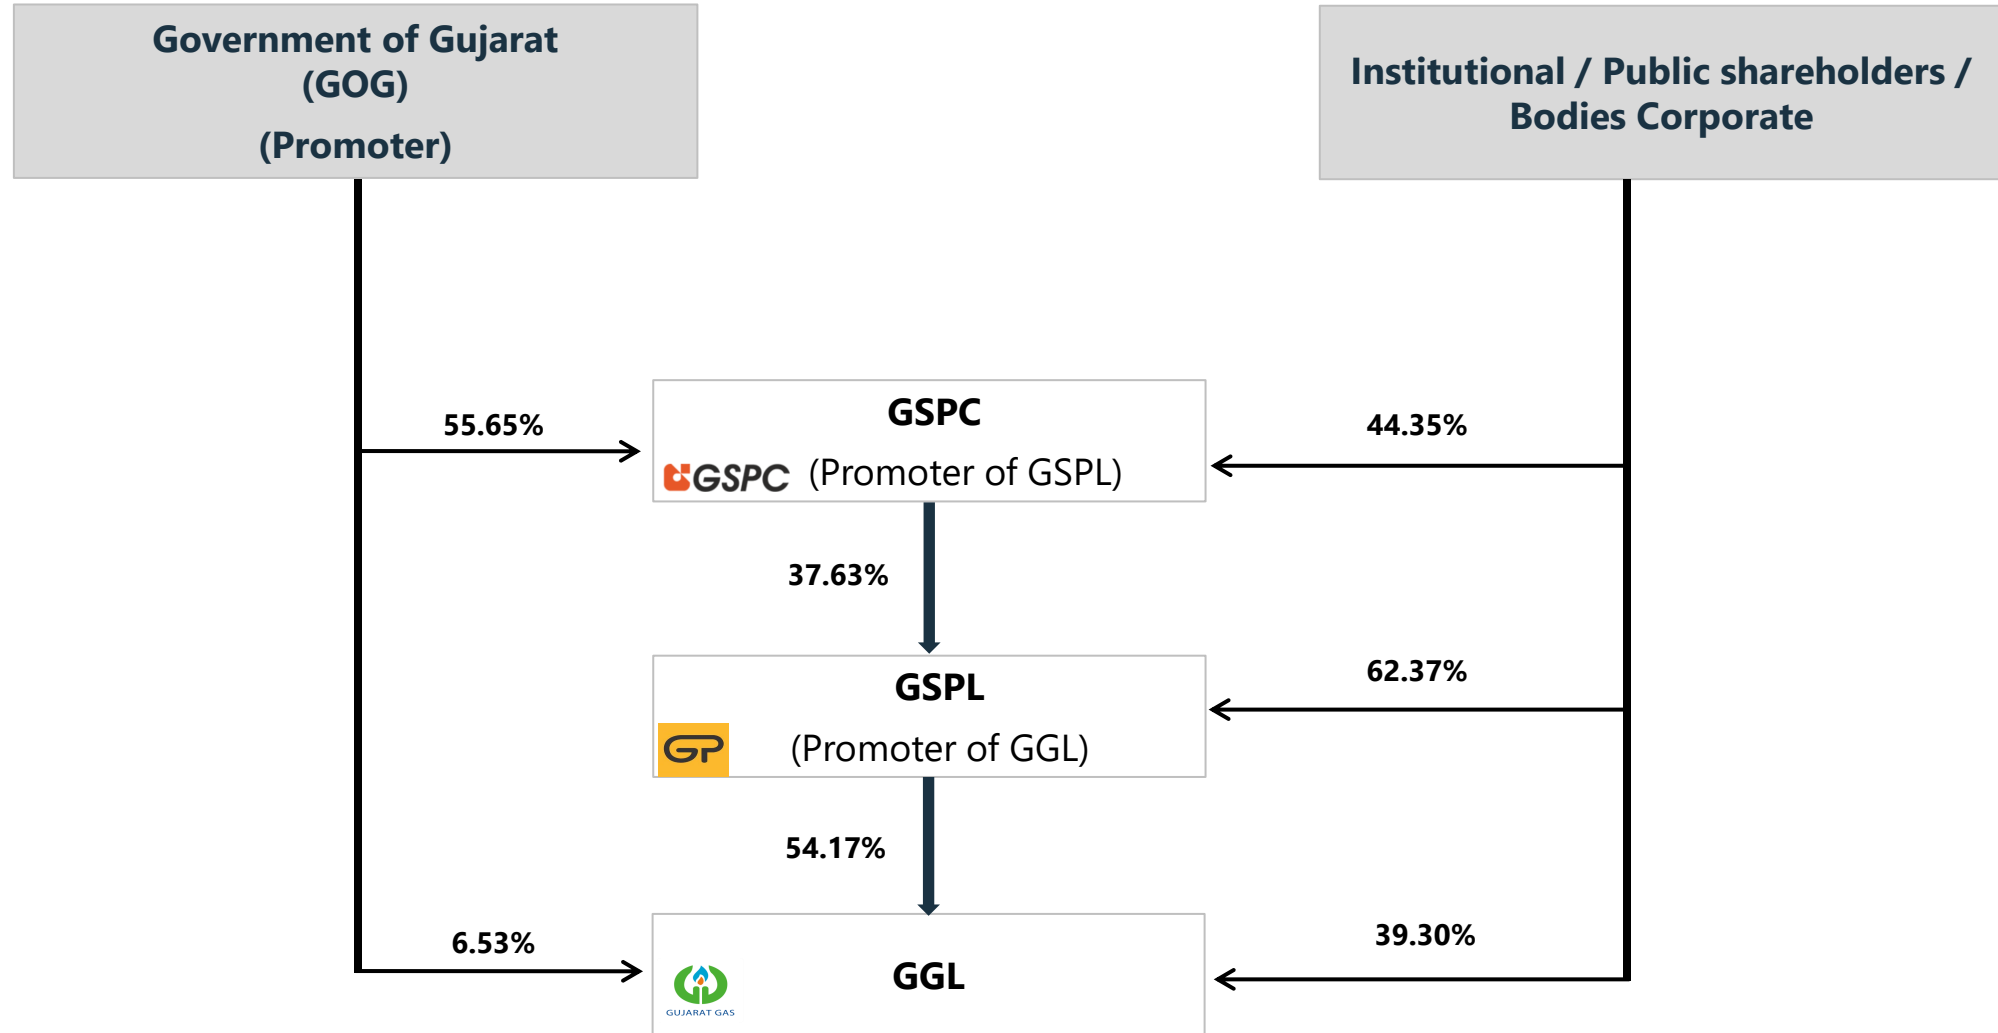 Government of Gujarat
(GOG)
(Promoter)
Institutional / Public shareholders /
Bodies Corporate
GSPC
55.65%
44.35%
GSPC (Promoter of GSPL)
37.63%
GSPL
62.37%
GP (Promoter of GGL)
54.17%
6.53%
39.30%
GGL
GUJARAT GAS